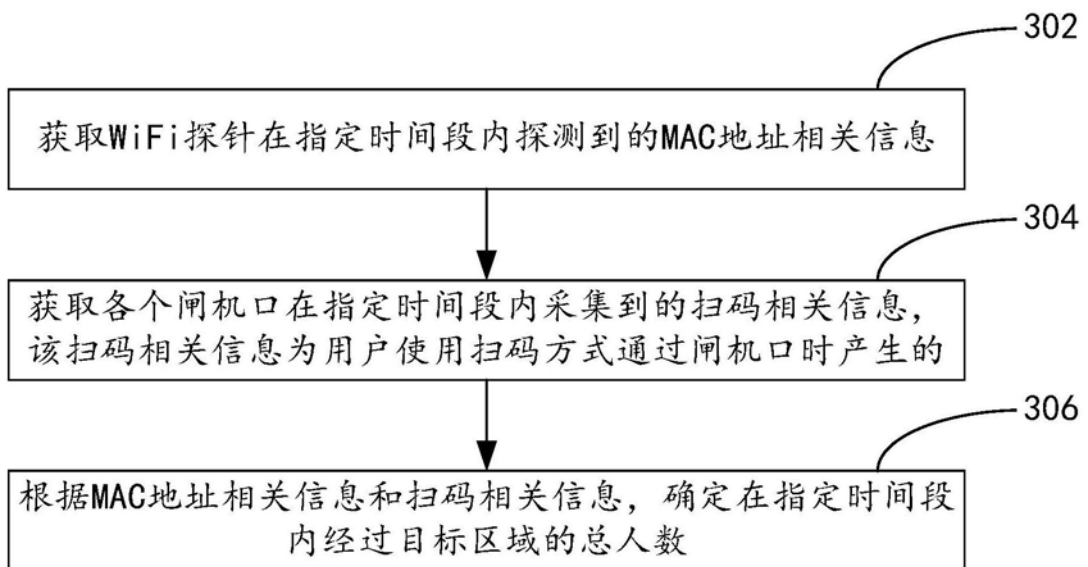 302
获取WiFi探针在指定时间段内探测到的MAC地址相关信息
304
获取各个闸机口在指定时间段内采集到的扫码相关信息，
该扫码相关信息为用户使用扫码方式通过闸机口时产生的
306
根据MAC地址相关信息和扫码相关信息，确定在指定时间段
内经过目标区域的总人数